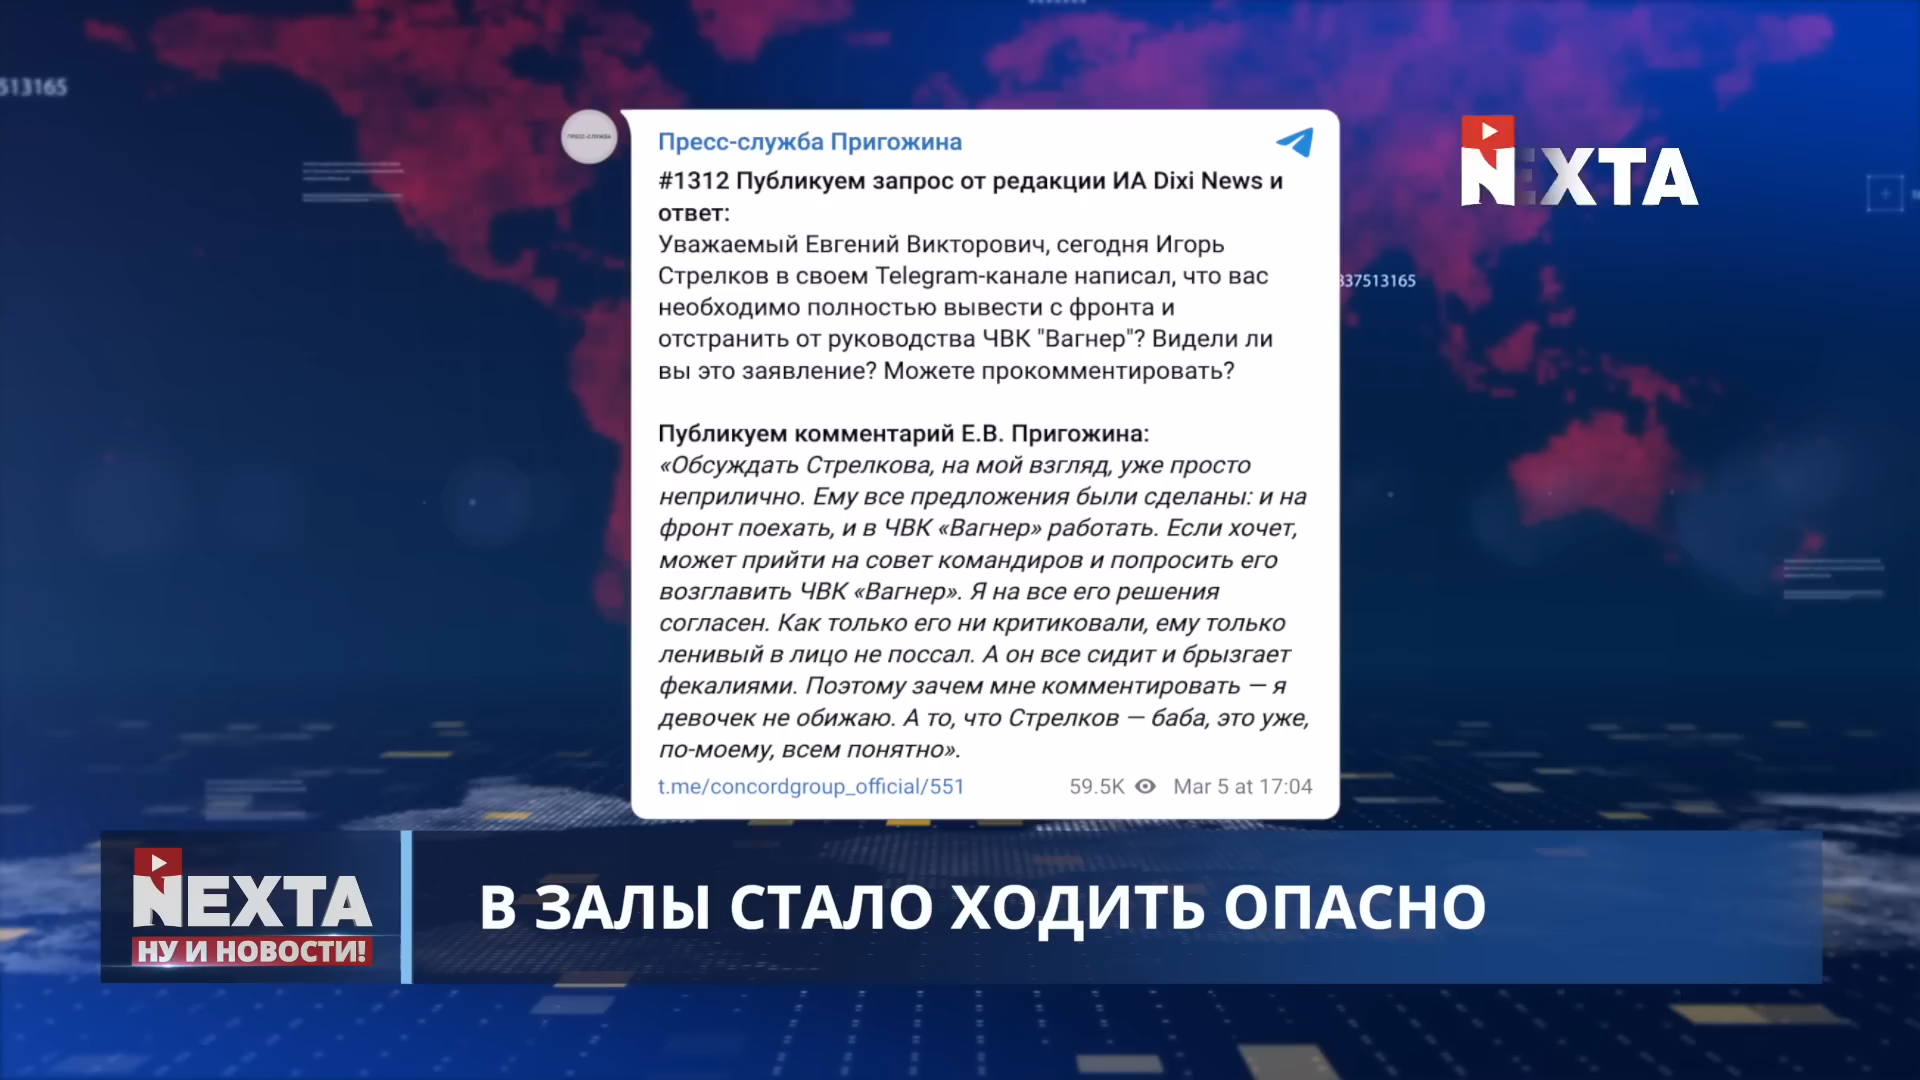 513165
ПРЕСС-СЛУЖБА
Пресс-служба Пригожина
#1312 Публикуем запрос от редакции ИА Dixi News и
ответ:
Уважаемый Евгений Викторович, сегодня Игорь
Стрелков в своем Telegram-канале написал, что вас
необходимо полностью вывести с фронта и
отстранить от руководства ЧВК "Вагнер"? Видели ли
вы это заявление? Можете прокомментировать?
Публикуем комментарий Е.В. Пригожина:
«Обсуждать Стрелкова, на мой взгляд, уже просто
неприлично. Ему все предложения были сделаны: и на
фронт поехать, и в ЧВК «Вагнер» работать. Если хочет,
может прийти на совет командиров и попросить его
возглавить ЧВК «Вагнер». Я на все его решения
согласен. Как только его ни критиковали, ему только
ленивый в лицо не поссал. А он все сидит и брызгает
фекалиями. Поэтому зачем мне комментировать — я
девочек не обижаю. А то, что Стрелков — баба, это уже,
по-моему, всем понятно».
t.me/concordgroup_official/551 59.5K Mar 5 at 17:04
NEXTA
37513165
NEXTA
НУ И НОВОСТИ!
В ЗАЛЫ СТАЛО ХОДИТЬ ОПАСНО